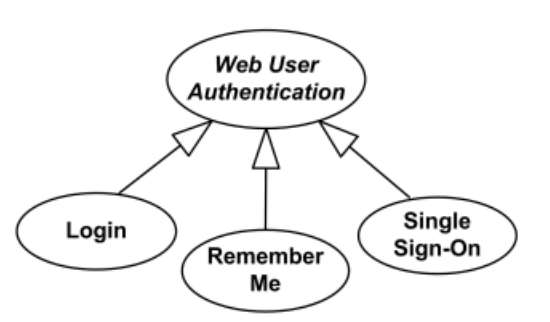 Web User
Authentication
Login
Remember
Me
Single
Sign-On